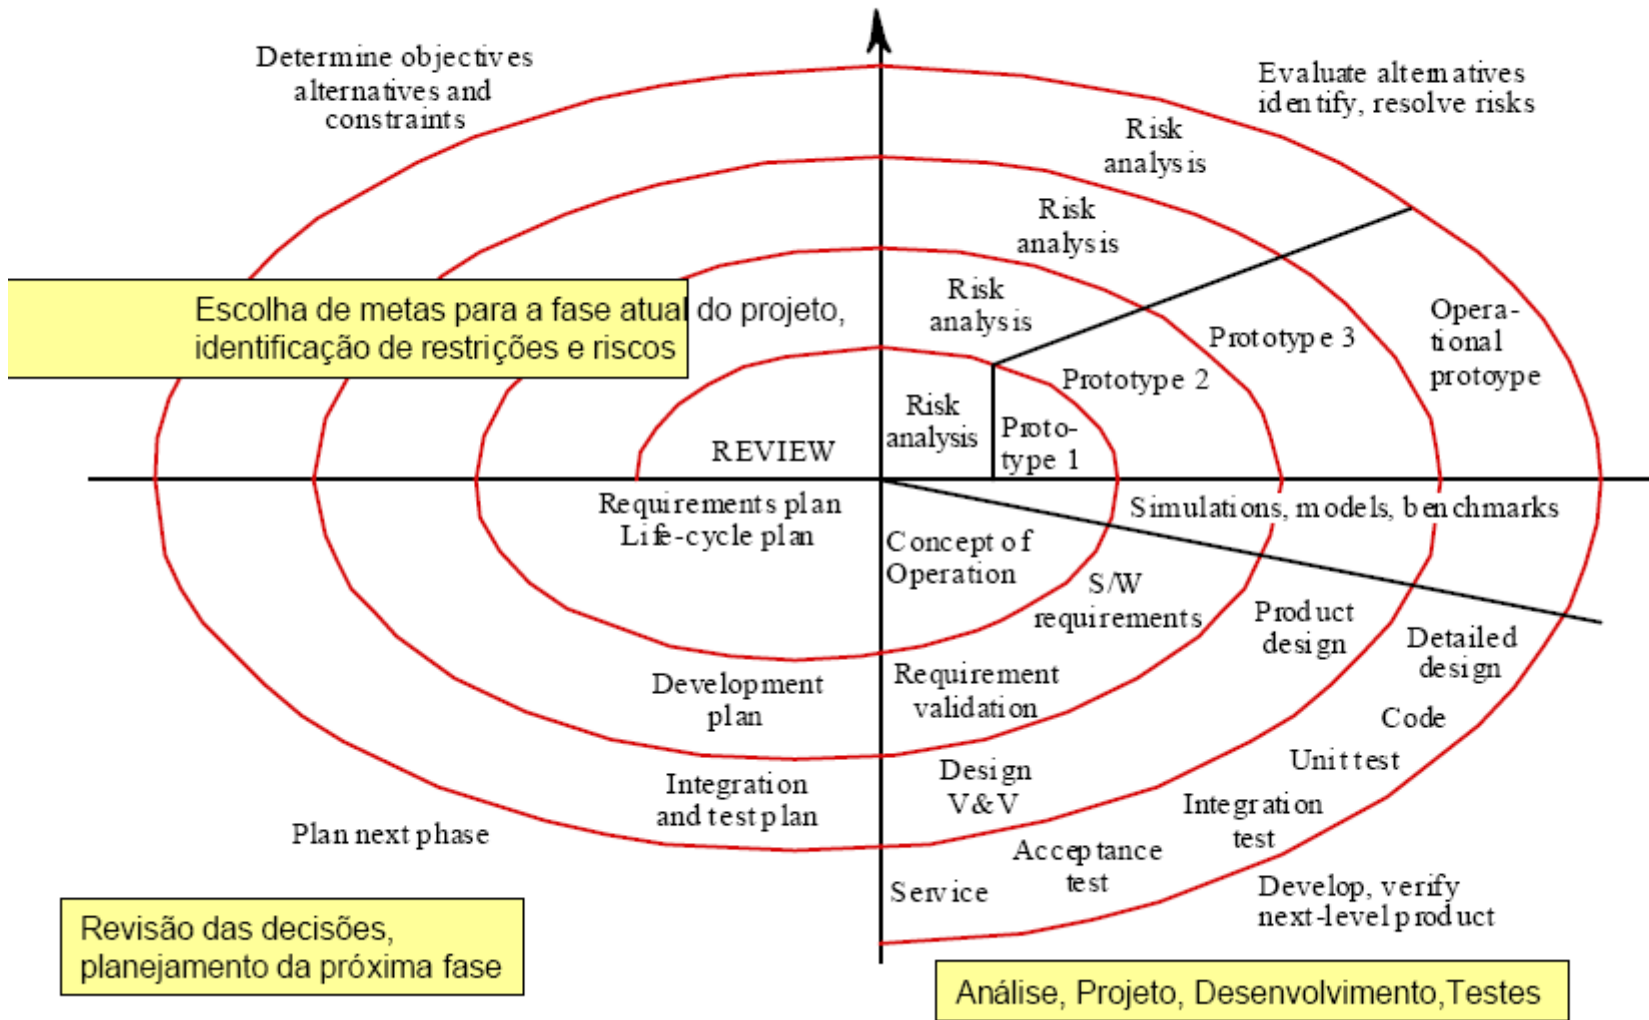 Determine objectives
alternatives and
constraints
Evaluate alternatives
identify, resolve risks
Risk
analysis
Risk
analysis
Risk
analysis
Risk
analysis
Escolha de metas para a fase atual do projeto,
identificação de restrições e riscos
Opera-
tional
protoype
Prototype 3
Prototype 2
Proto-
type 1
REVIEW
Requirements plan
Life-cycle plan
Simulations, models, benchmarks
Concept of
Operation
S/W
requirements
Product
design
Detailed
design
Development
plan
Requirement
validation
Code
Unit test
Integration
and test plan
Design
V&V
Integration
test
Plan next phase
Acceptance
test
Service
Develop, verify
next-level product
Revisão das decisões,
planejamento da próxima fase
Análise, Projeto, Desenvolvimento,Testes